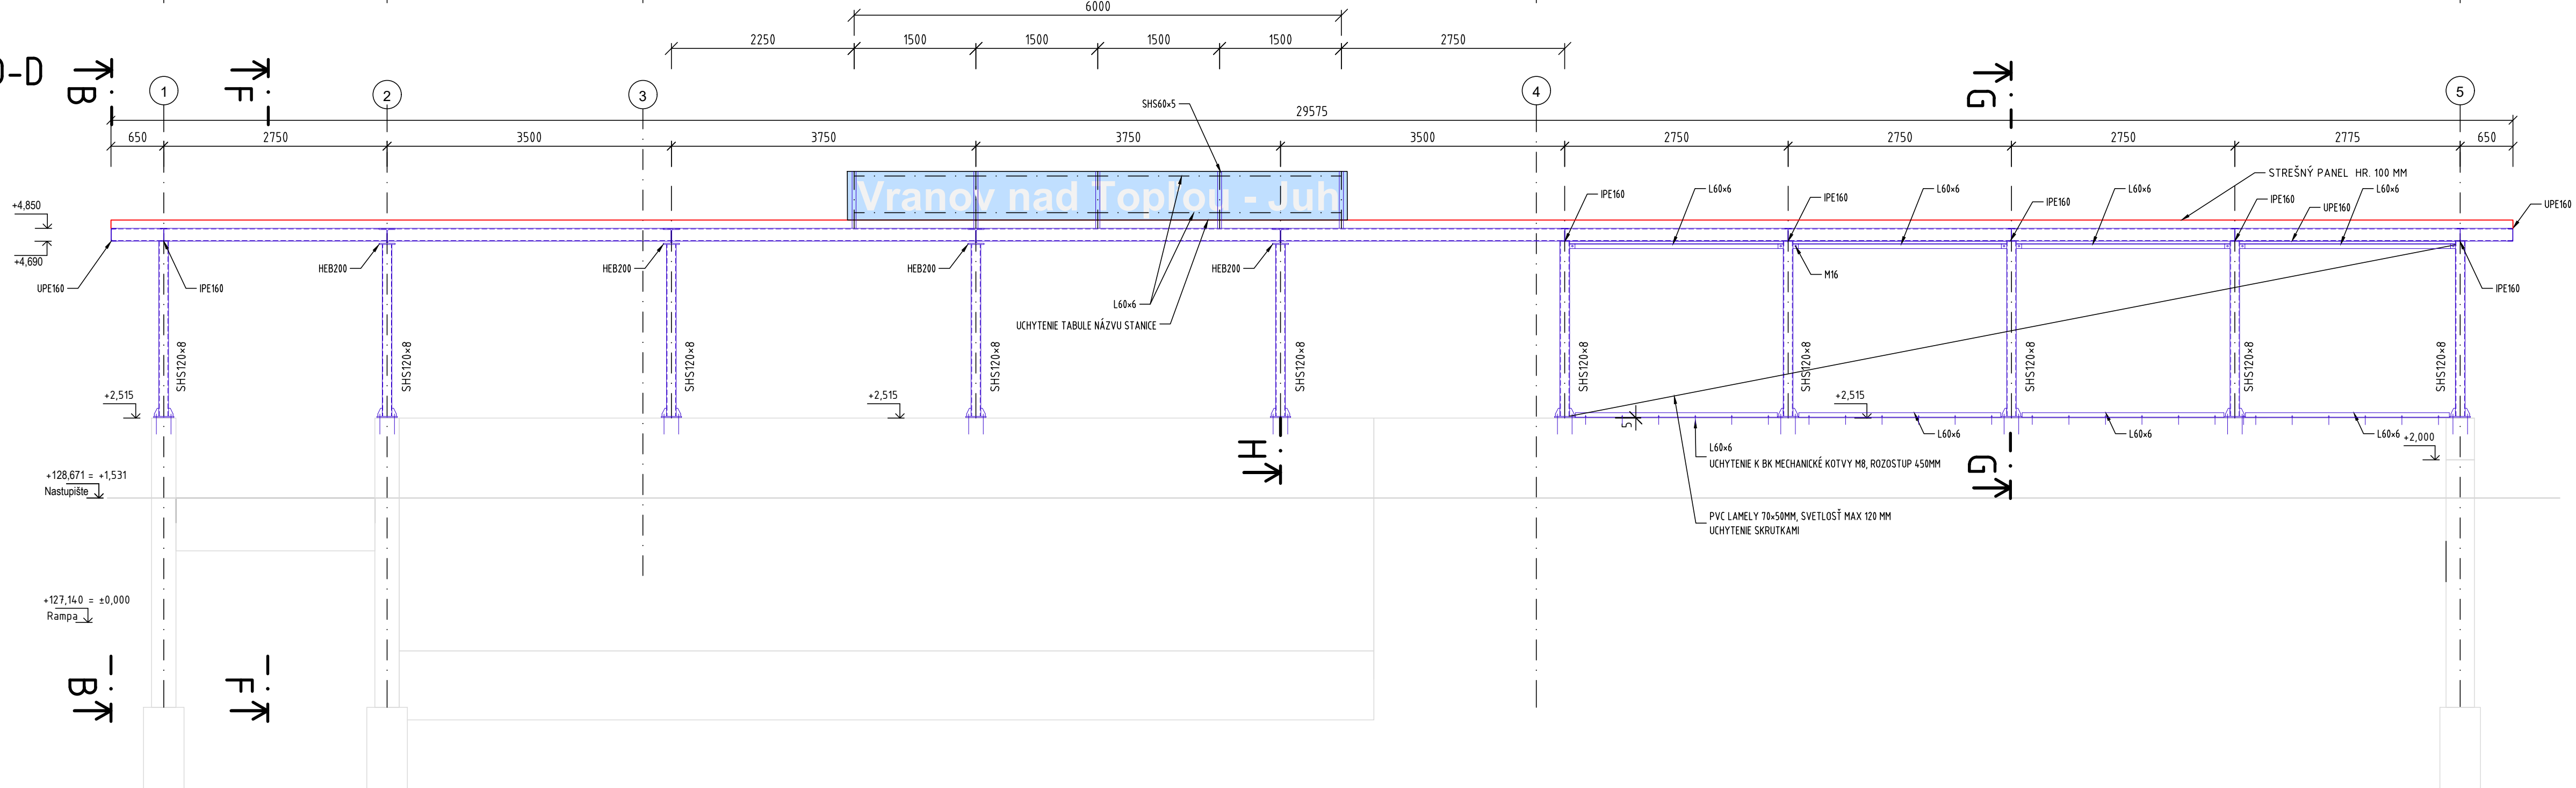 6000
2250 1500 1500 1500 1500 2750
D-D
B F G
1 2 3 4 5
SHS60×5
29575
650 2750 3500 3750 3750 3500 2750 2750 2750 2775 650
STREŠNÝ PANEL HR. 100 MM
Vranov nad Topľou - Juh
IPE160 L60×6 IPE160 L60×6 IPE160 L60×6 IPE160 UPE160 L60×6 UPE160
+4,850
+4,690
HEB200 HEB200 HEB200 HEB200
M16
UPE160 IPE160 IPE160
L60×6
UCHYTENIE TABULE NÁZVU STANICE
SHS120×8 SHS120×8 SHS120×8 SHS120×8 SHS120×8 SHS120×8 SHS120×8 SHS120×8 SHS120×8 SHS120×8
+2,515 +2,515 +2,515
5
L60×6 L60×6 L60×6
+2,000
H
L60×6
UCHYTENIE K BK MECHANICKÉ KOTVY M8, ROZOSTUP 450MM
G
+128,671 = +1,531
Nastupište
PVC LAMELY 70×50MM, SVETLOSŤ MAX 120 MM
UCHYTENIE SKRUTKAMI
+127,140 = ±0,000
Rampa
B F